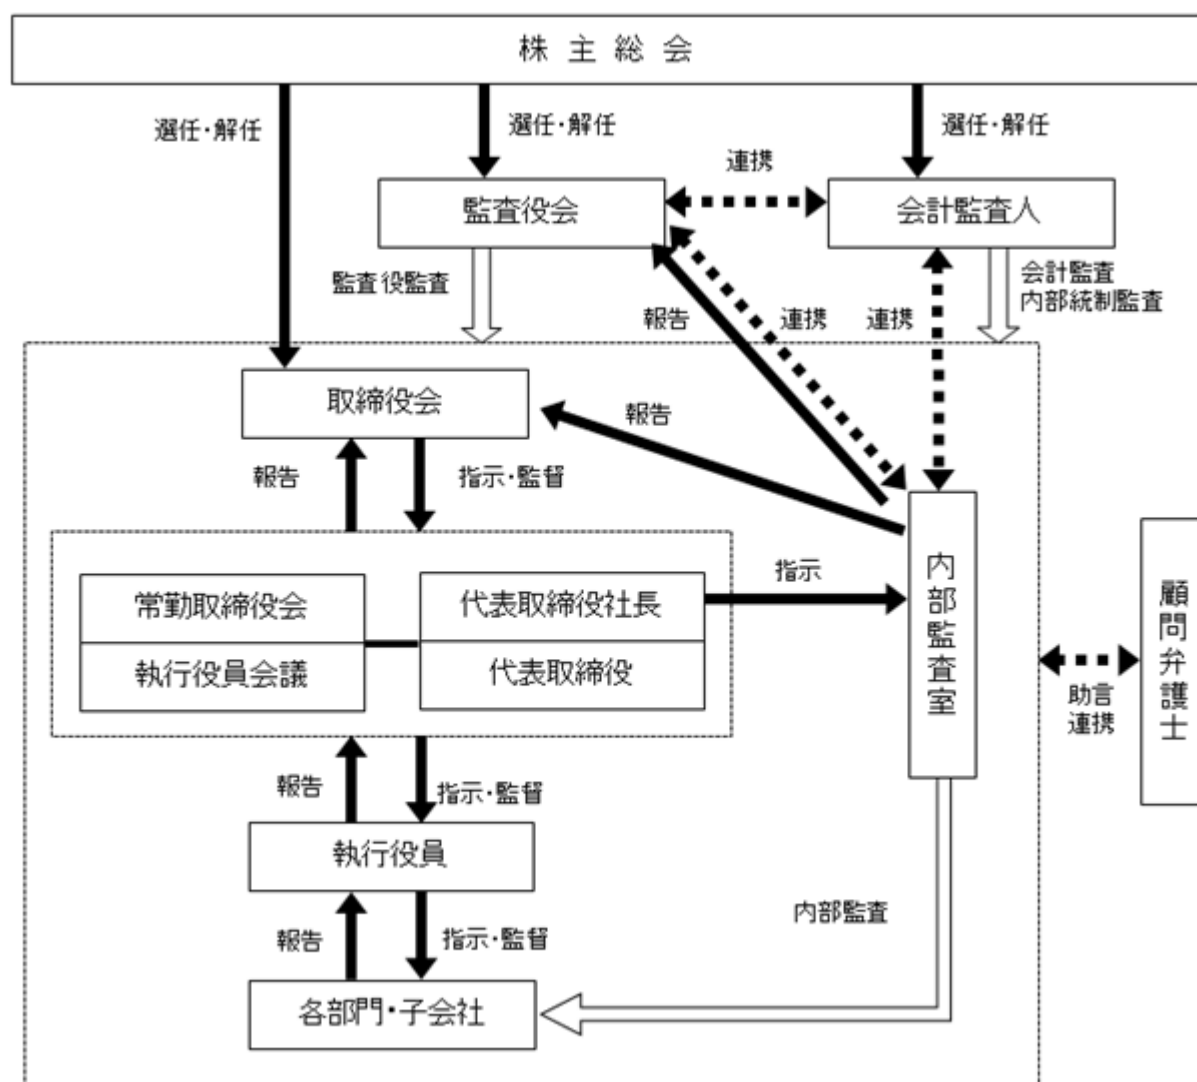 株主総会
選任・解任
選任・解任
選任・解任
連携
監査役会
会計監査人
監査役監査
会計監査
内部統制監査
報告
連携
連携
取締役会
報告
報告
指示・監督
常勤取締役会
執行役員会議
代表取締役社長
代表取締役
指示
内部監査室
顧問弁護士
助言
連携
報告
指示・監督
執行役員
内部監査
報告
指示・監督
各部門・子会社